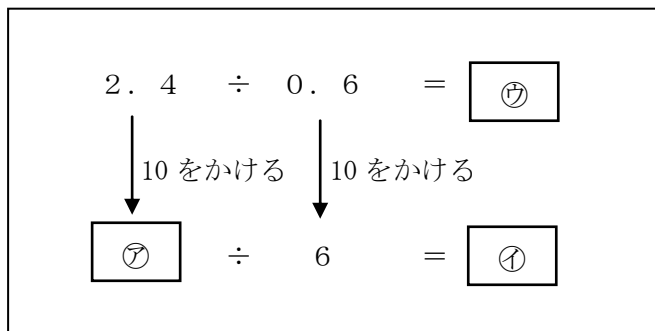 ２．４ ÷ ０．６ ＝ ㋒
10 をかける 10 をかける
㋐ ÷ ６ ＝ ㋑